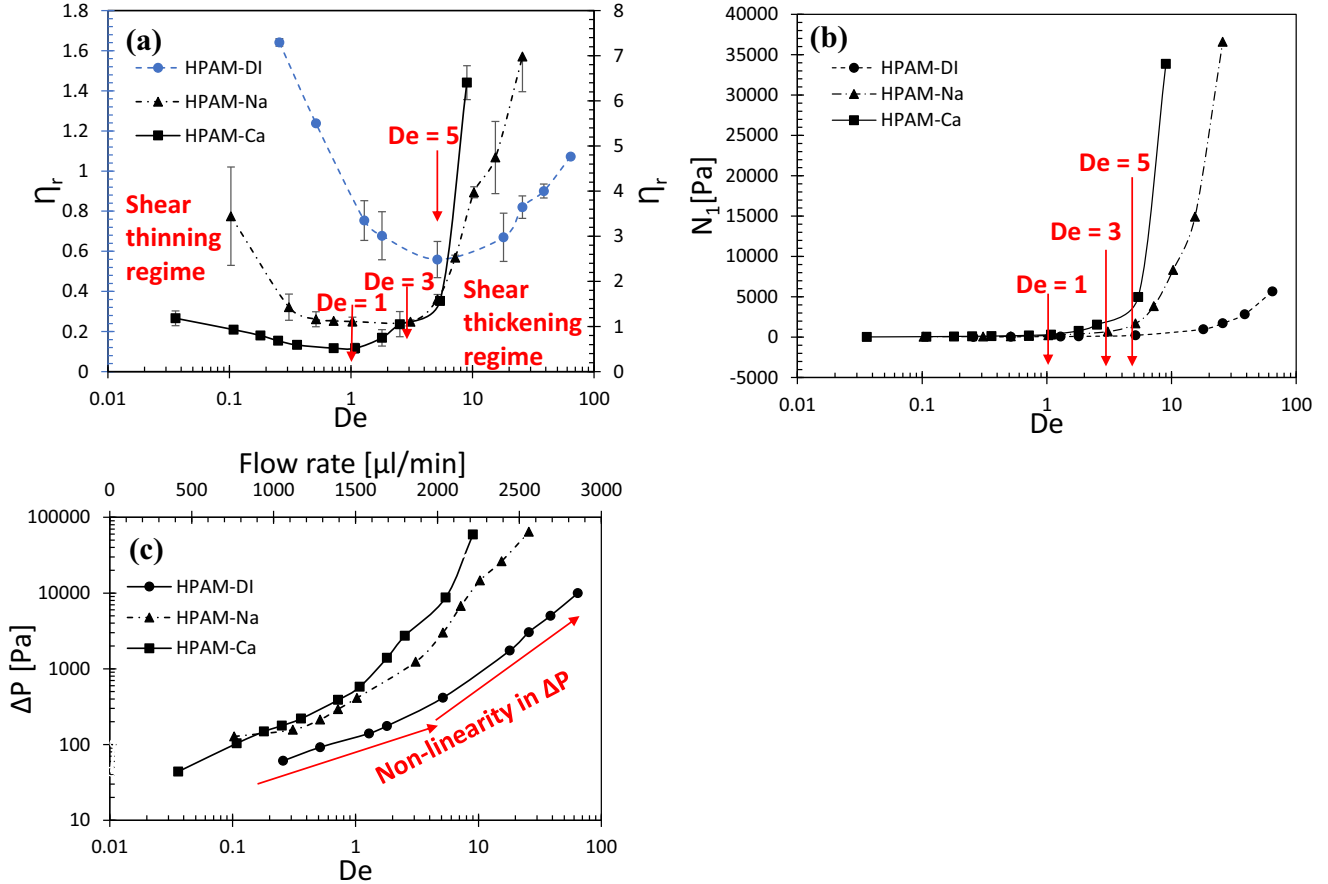 (a)
HPAM-DI
HPAM-Na
HPAM-Ca
De = 5
De = 3
De = 1
Shear
thinning
regime
Shear
thickening
regime
1.8
1.6
1.4
1.2
1
0.8
0.6
0.4
0.2
0
8
7
6
5
4
3
2
1
0
ηr
ηr
0.01
0.1
1
10
100
De
(b)
HPAM-DI
HPAM-Na
HPAM-Ca
De = 5
De = 3
De = 1
40000
35000
30000
25000
20000
15000
10000
5000
0
-5000
N1[Pa]
0.01
0.1
1
10
100
De
Flow rate [µl/min]
0
500
1000
1500
2000
2500
3000
(c)
HPAM-DI
HPAM-Na
HPAM-Ca
Non-linearity in ΔP
100000
10000
1000
100
10
ΔP [Pa]
0.01
0.1
1
10
100
De